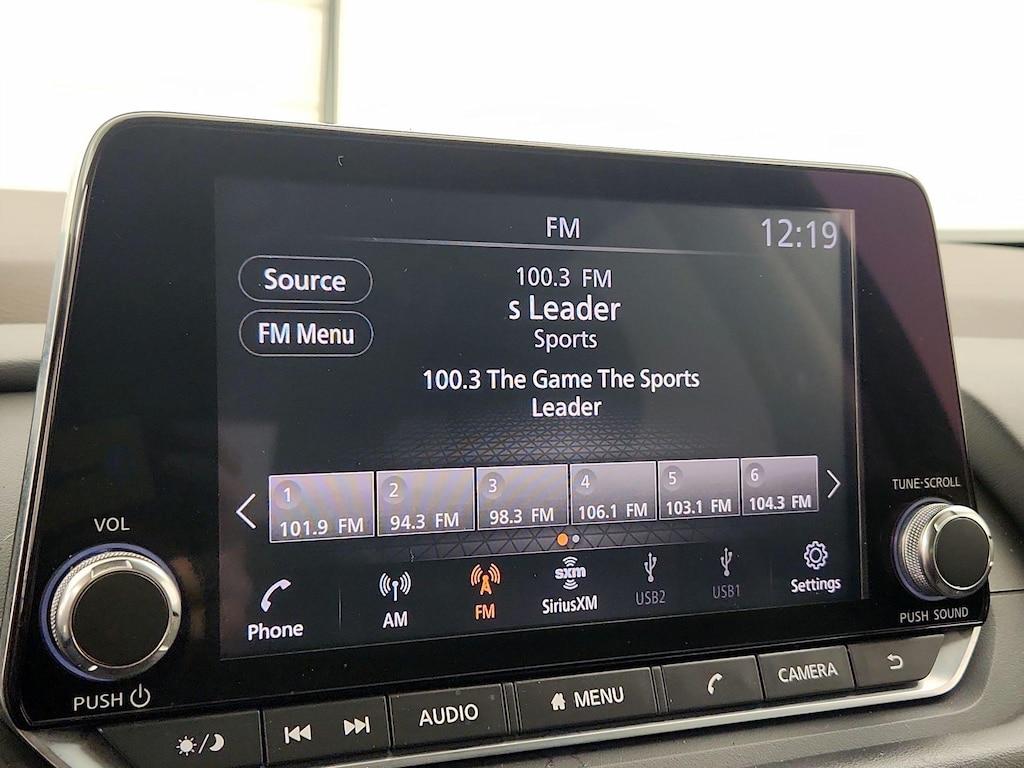 FM
12:19
Source
100.3 FM
s Leader
FM Menu
Sports
100.3 The Game The Sports
Leader
1
101.9 FM
2
94.3 FM
3
98.3 FM
4
106.1 FM
5
103.1 FM
6
104.3 FM
VOL
TUNE·SCROLL
Phone
AM
FM
sxm
SiriusXM
USB2
USB1
Settings
PUSH
PUSH SOUND
AUDIO
MENU
CAMERA